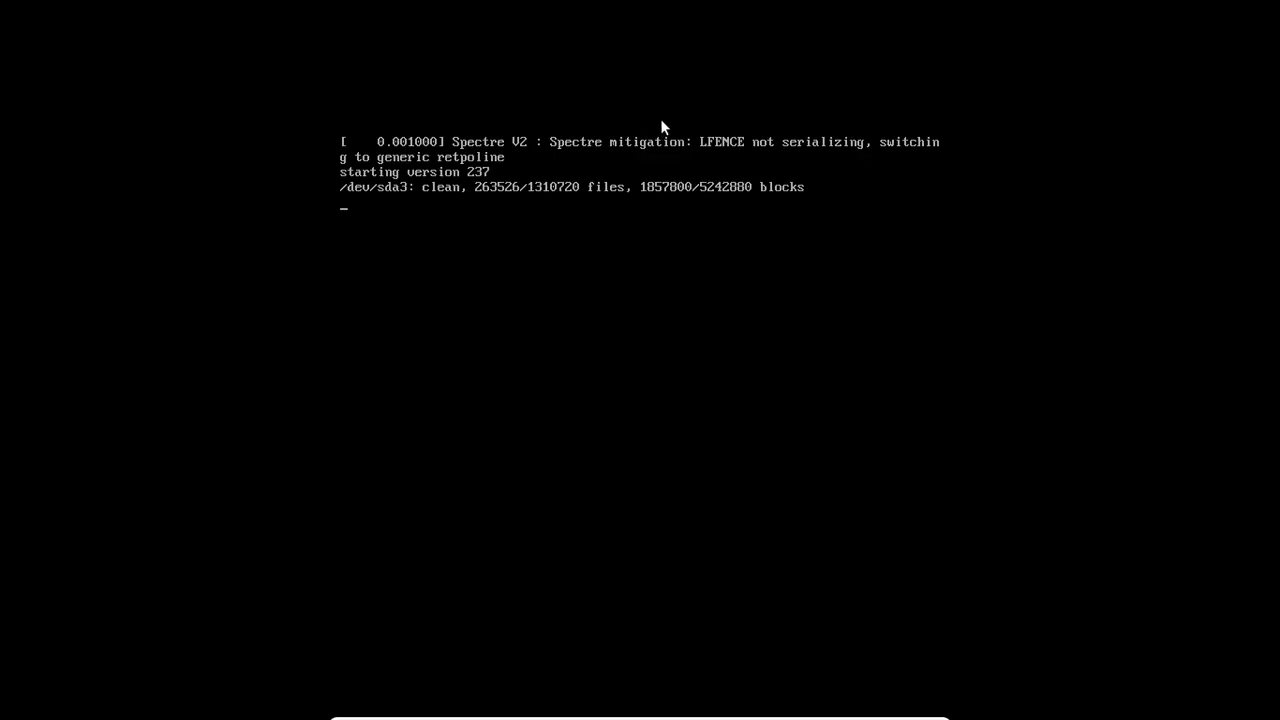 [    0.001000] Spectre V2 : Spectre mitigation: LFENCE not serializing, switchin
g to generic retpoline
starting version 237
/dev/sda3: clean, 263526/1310720 files, 1857800/5242880 blocks
_